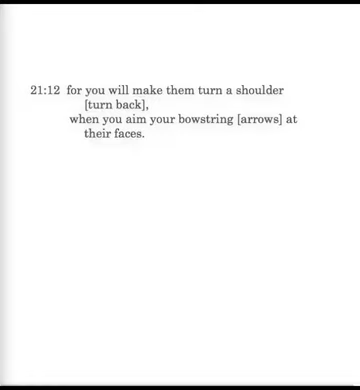 21:12 for you will make them turn a shoulder
[turn back],
when you aim your bowstring [arrows] at
their faces.